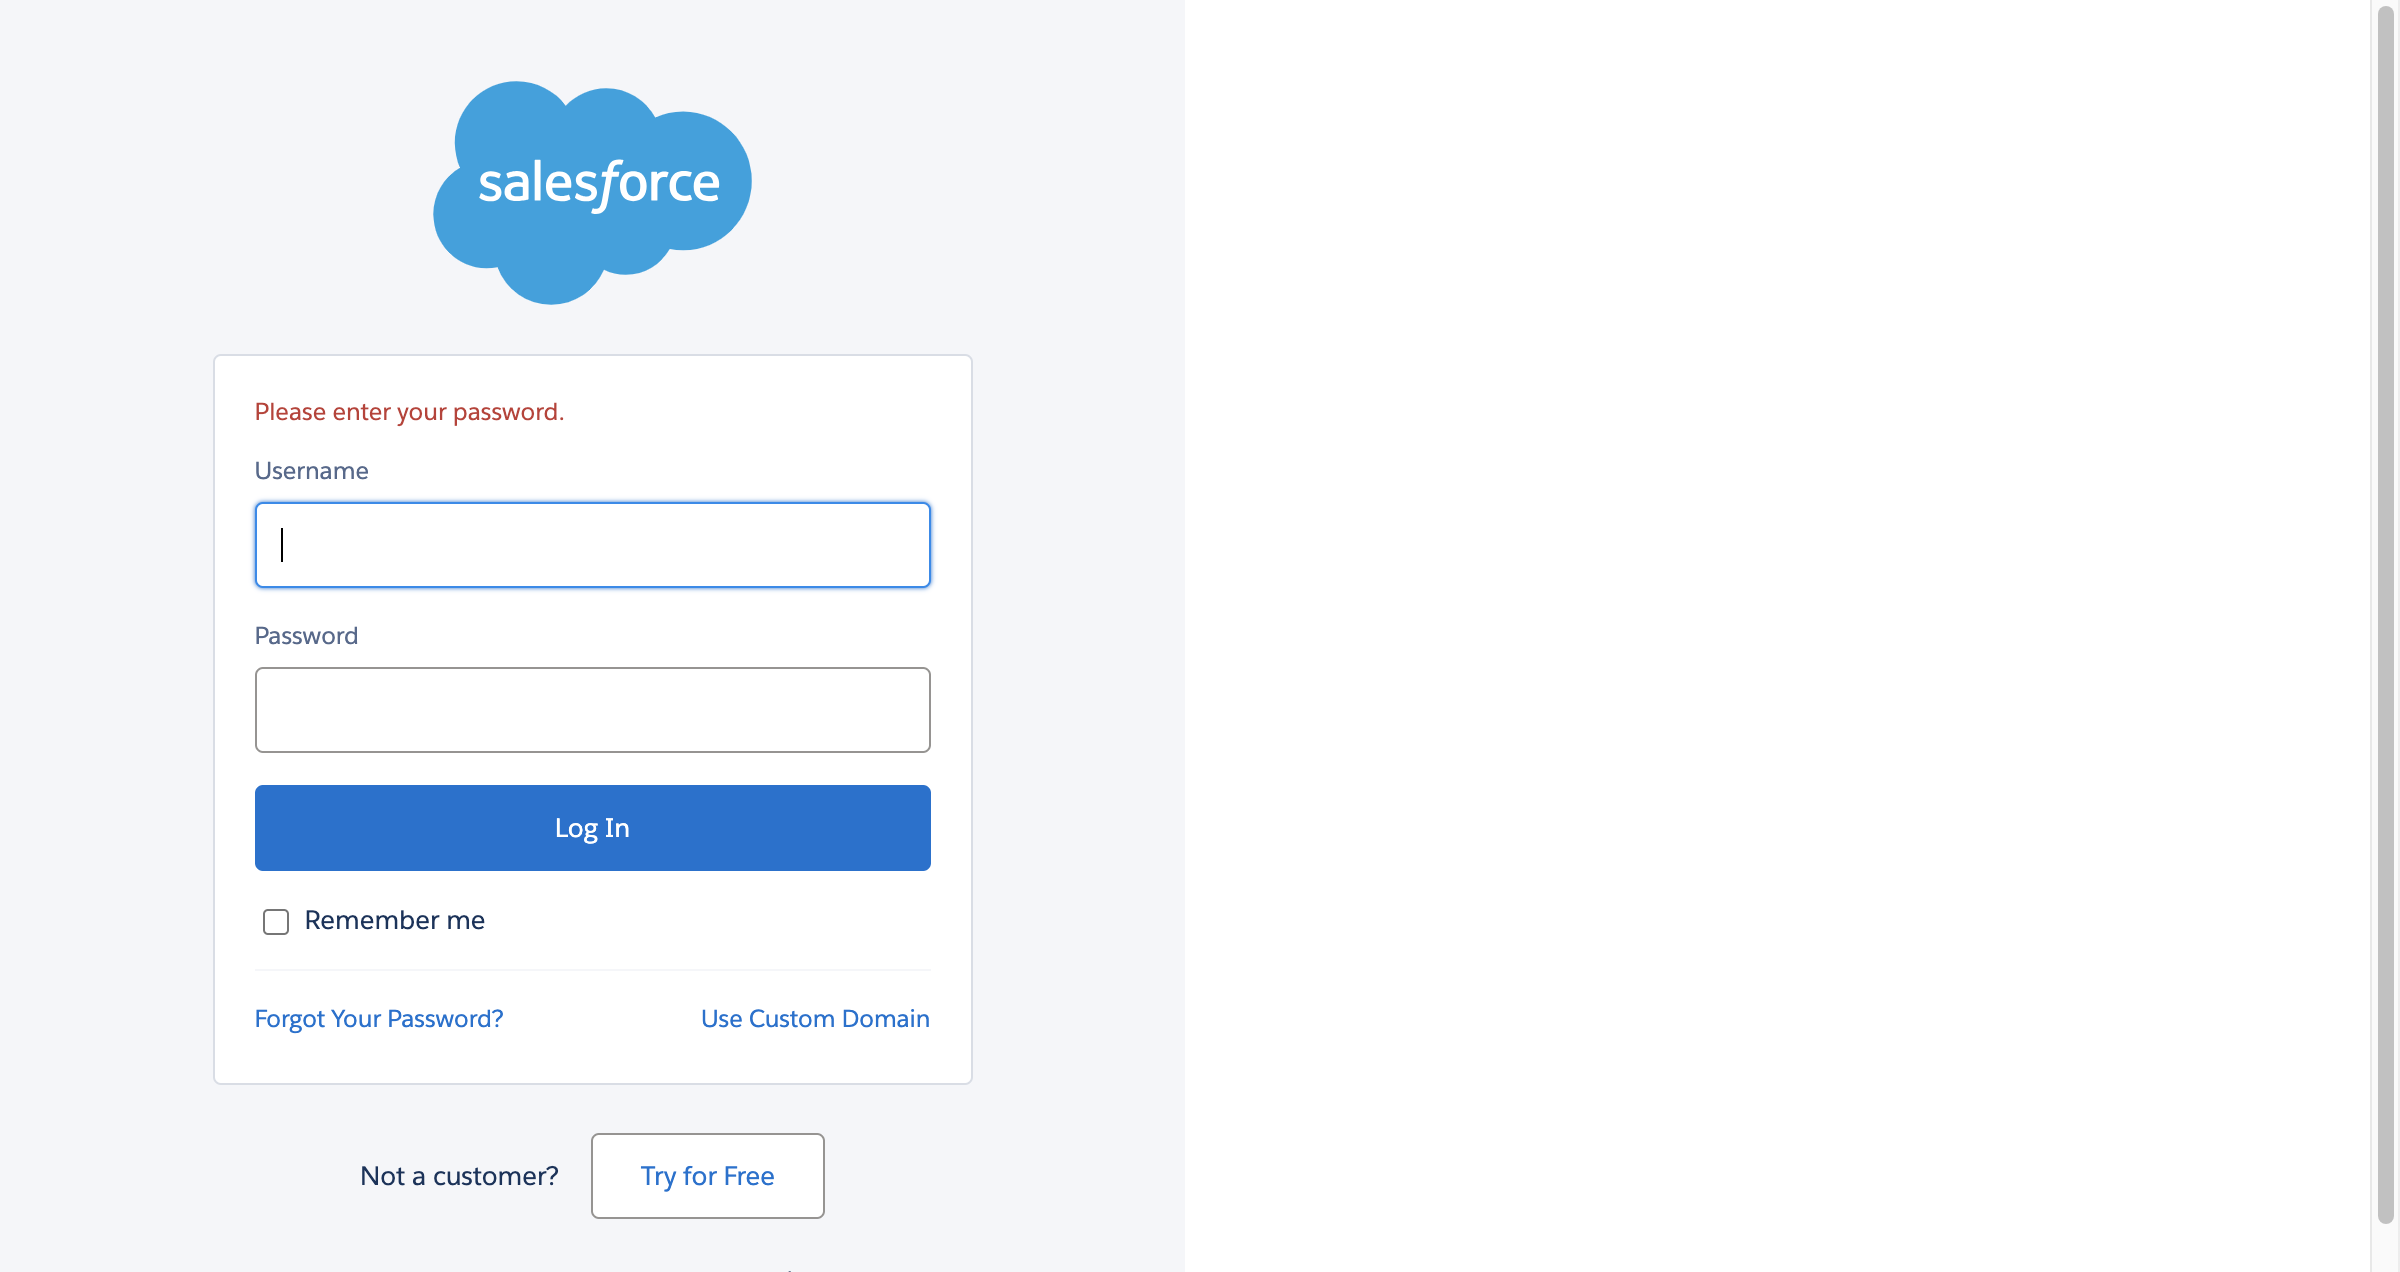 salesforce
Please enter your password.
Username
Password
Log In
Remember me
Forgot Your Password? Use Custom Domain
Not a customer? Try for Free